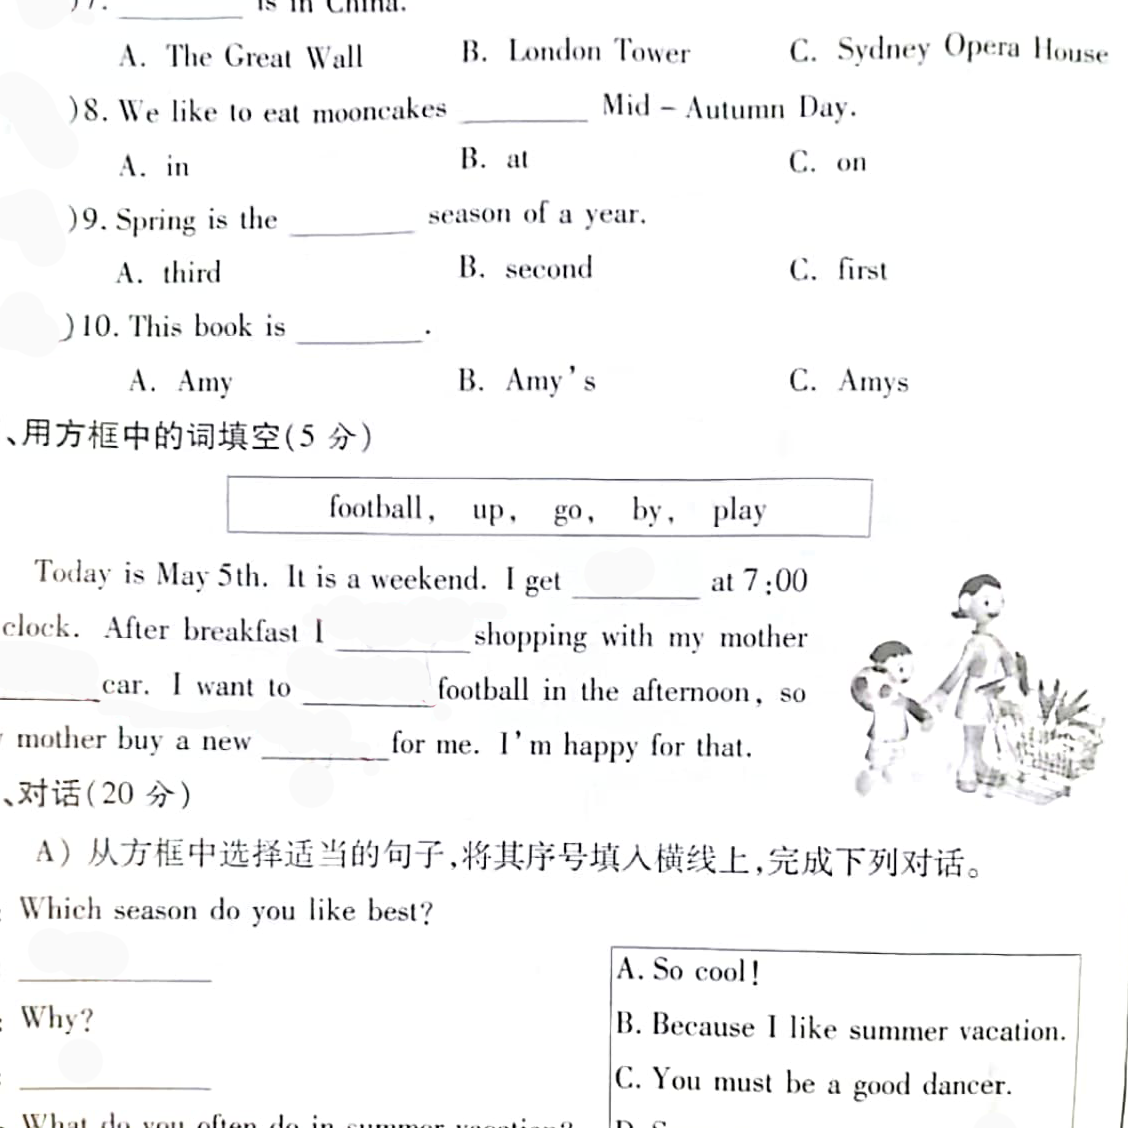 )7. ________ is in China.
A. The Great Wall B. London Tower C. Sydney Opera House
)8. We like to eat mooncakes ________ Mid – Autumn Day.
A. in B. at C. on
)9. Spring is the ________ season of a year.
A. third B. second C. first
)10. This book is ________.
A. Amy B. Amy's C. Amys
、用方框中的词填空(5 分)
football, up, go, by, play
Today is May 5th. It is a weekend. I get ________ at 7:00
clock. After breakfast I ________ shopping with my mother
________ car. I want to ________ football in the afternoon, so
mother buy a new ________ for me. I'm happy for that.
、对话(20 分)
A) 从方框中选择适当的句子,将其序号填入横线上,完成下列对话。
: Which season do you like best?
: ________
: Why?
: ________
What do you often do in summer vacation?
A. So cool!
B. Because I like summer vacation.
C. You must be a good dancer.